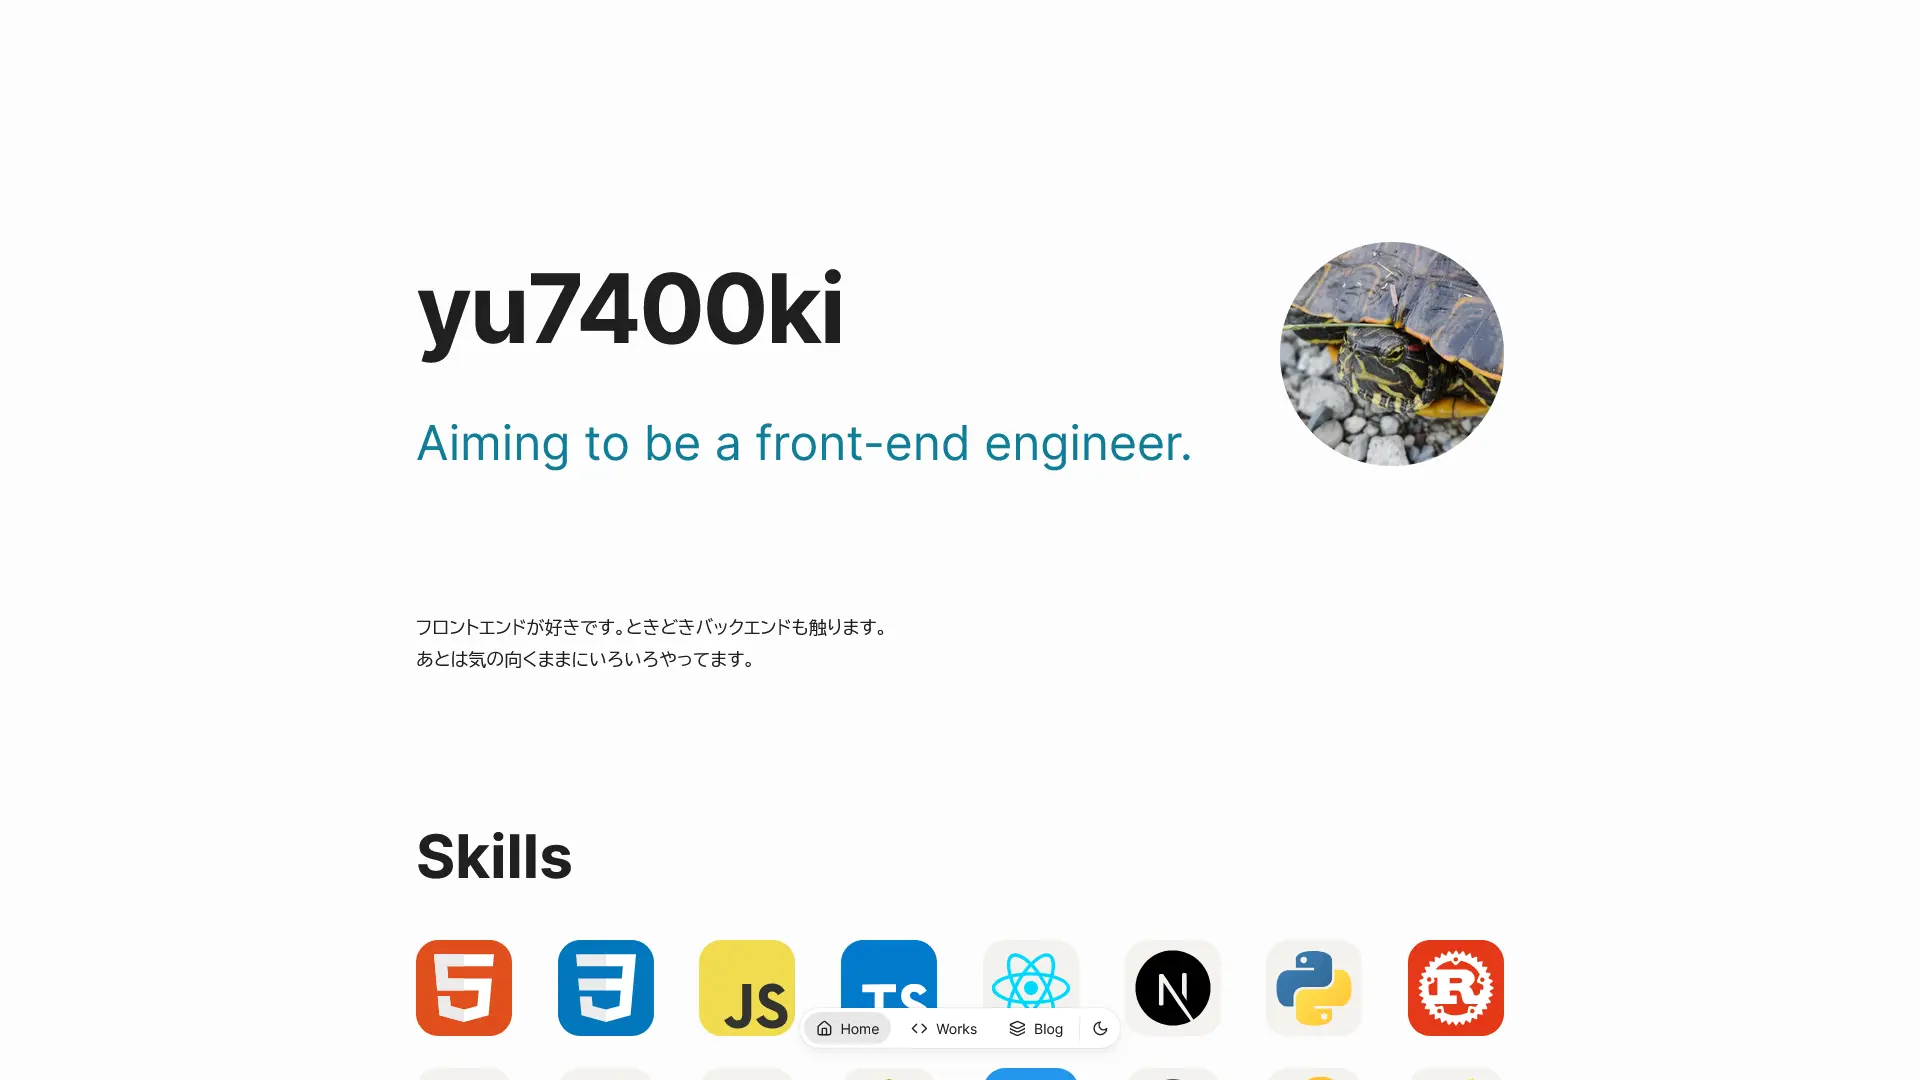 yu7400ki
Aiming to be a front-end engineer.
フロントエンドが好きです。ときどきバックエンドも触ります。
あとは気の向くままにいろいろやってます。
Skills
JS
TS
N
R
Home
Works
Blog